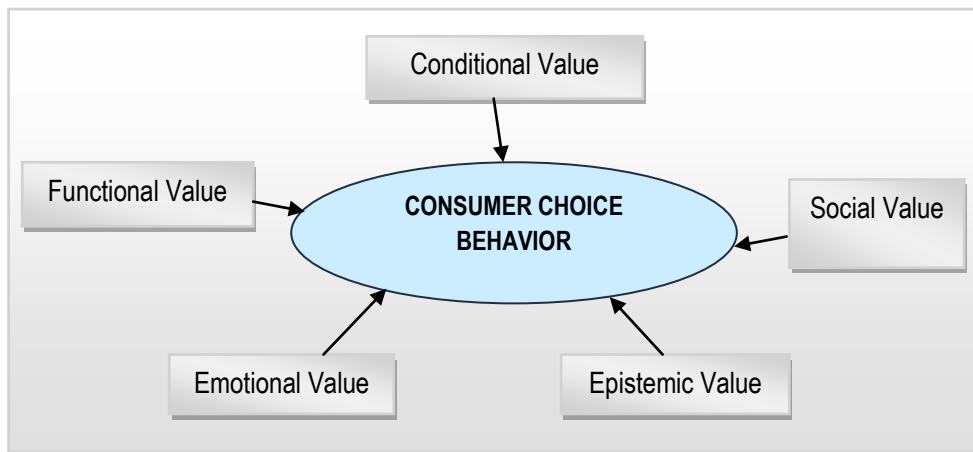 Conditional Value
Functional Value
CONSUMER CHOICE
BEHAVIOR
Social Value
Emotional Value
Epistemic Value